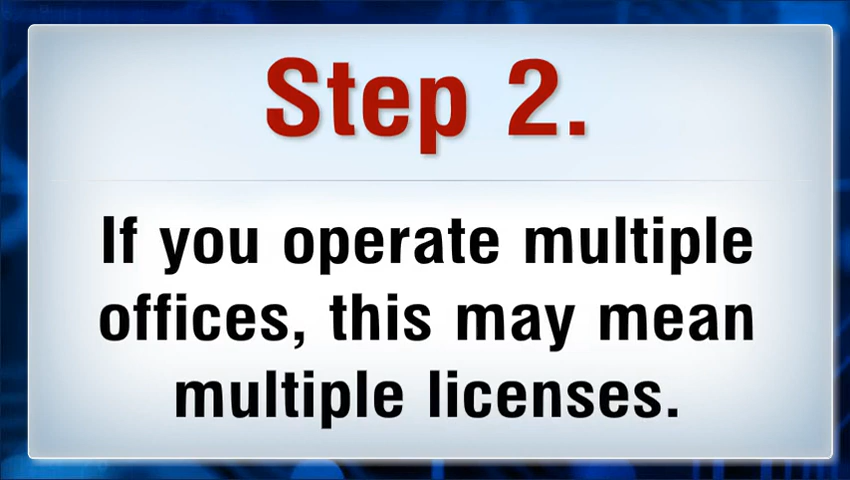 Step 2.
If you operate multiple
offices, this may mean
multiple licenses.